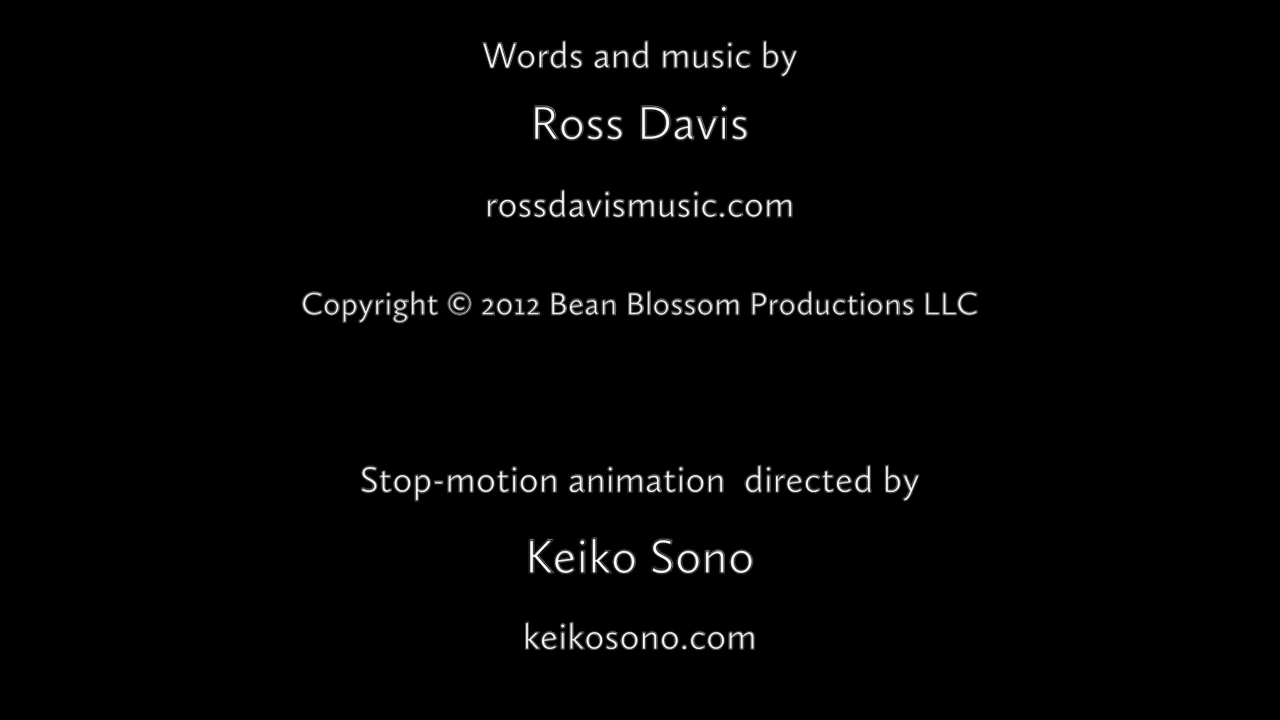 Words and music by
Ross Davis
rossdavismusic.com
Copyright © 2012 Bean Blossom Productions LLC
Stop-motion animation  directed by
Keiko Sono
keikosono.com